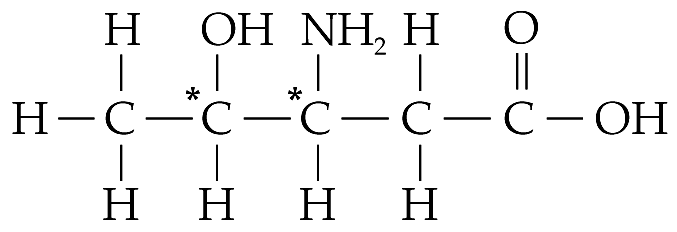 H OH NH₂ H O
H — C — *C — *C — C — C — OH
H H H H